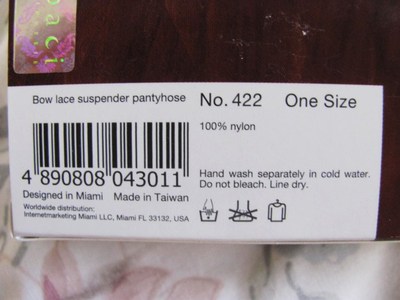 baci
Bow lace suspender pantyhose
No. 422 One Size
100% nylon
4 890808 043011
Hand wash separately in cold water.
Do not bleach. Line dry.
Designed in Miami Made in Taiwan
Worldwide distribution:
Internetmarketing Miami LLC, Miami FL 33132, USA